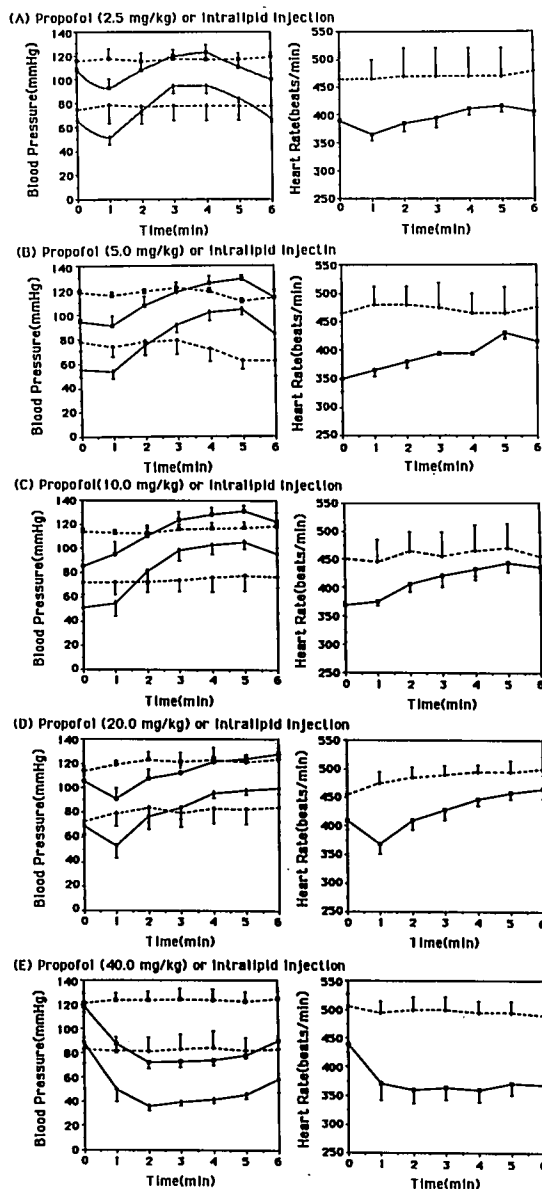 (A) Propofol (2.5 mg/kg) or Intralipid Injection
Blood Pressure(mmHg)
140
120
100
80
60
40
20
0
0 1 2 3 4 5 6
Time(min)
Heart Rate(beats/min)
450
500
450
400
350
300
250
0 1 2 3 4 5 6
Time(min)
(B) Propofol (5.0 mg/kg) or Intralipid Injectin
Blood Pressure(mmHg)
140
120
100
80
60
40
20
0
0 1 2 3 4 5 6
Time(min)
Heart Rate(beats/min)
550
500
450
400
350
300
250
0 1 2 3 4 5 6
Time(min)
(C) Propofol(10.0 mg/kg) or Intralipid Injection
Blood Pressure(mmHg)
140
120
100
80
60
40
20
0
0 1 2 3 4 5 6
Time(min)
Heart Rate(beats/min)
550
500
450
400
350
300
250
0 1 2 3 4 5 6
Time(min)
(D) Propofol (20.0 mg/kg) or Intralipid Injection
Blood Pressure(mmHg)
140
120
100
80
60
40
20
0
0 1 2 3 4 5 6
Time(min)
Heart Rate(beats/min)
550
500
450
400
350
300
250
0 1 2 3 4 5 6
Time(min)
(E) Propofol (40.0 mg/kg) or Intralipid Injection
Blood Pressure(mmHg)
140
120
100
80
60
40
20
0
0 1 2 3 4 5 6
Time(min)
Heart Rate(beats/min)
550
500
450
400
350
300
250
0 1 2 3 4 5 6
Time(min)